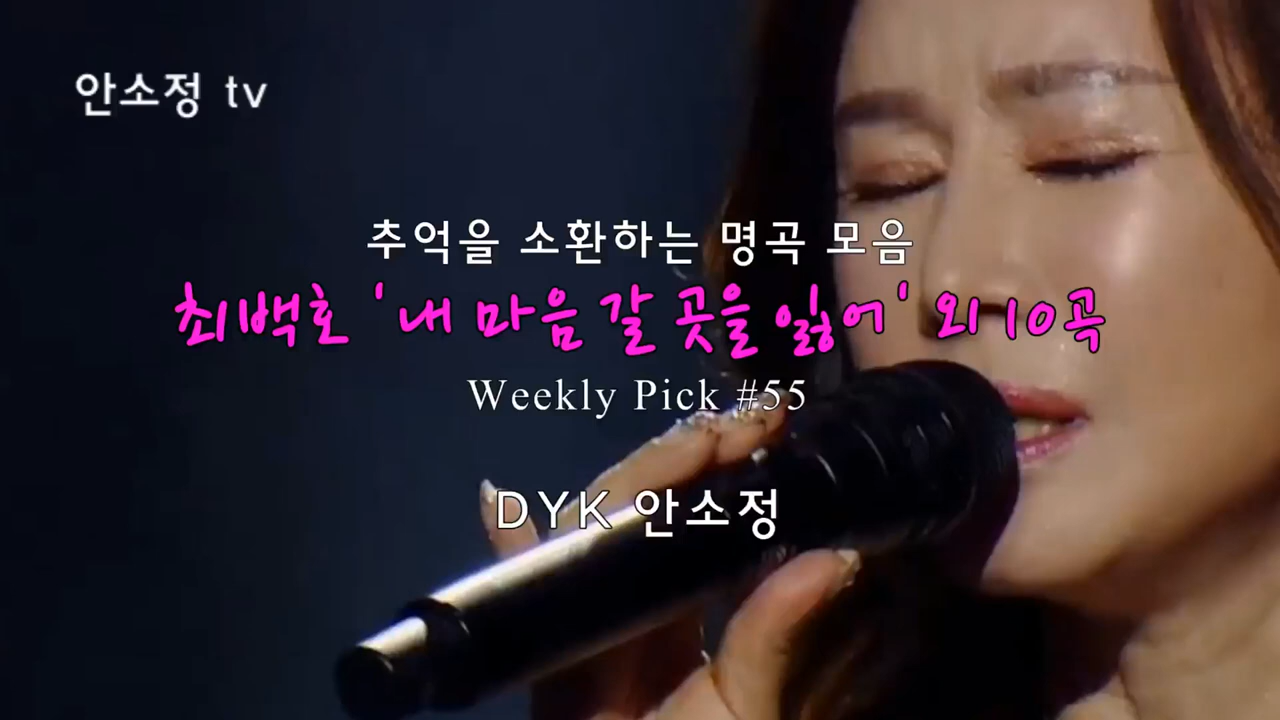 안소정 tv
추억을 소환하는 명곡 모음
최백호 '내 마음 갈 곳을 잃어' 외 10곡
Weekly Pick #55
DYK 안소정